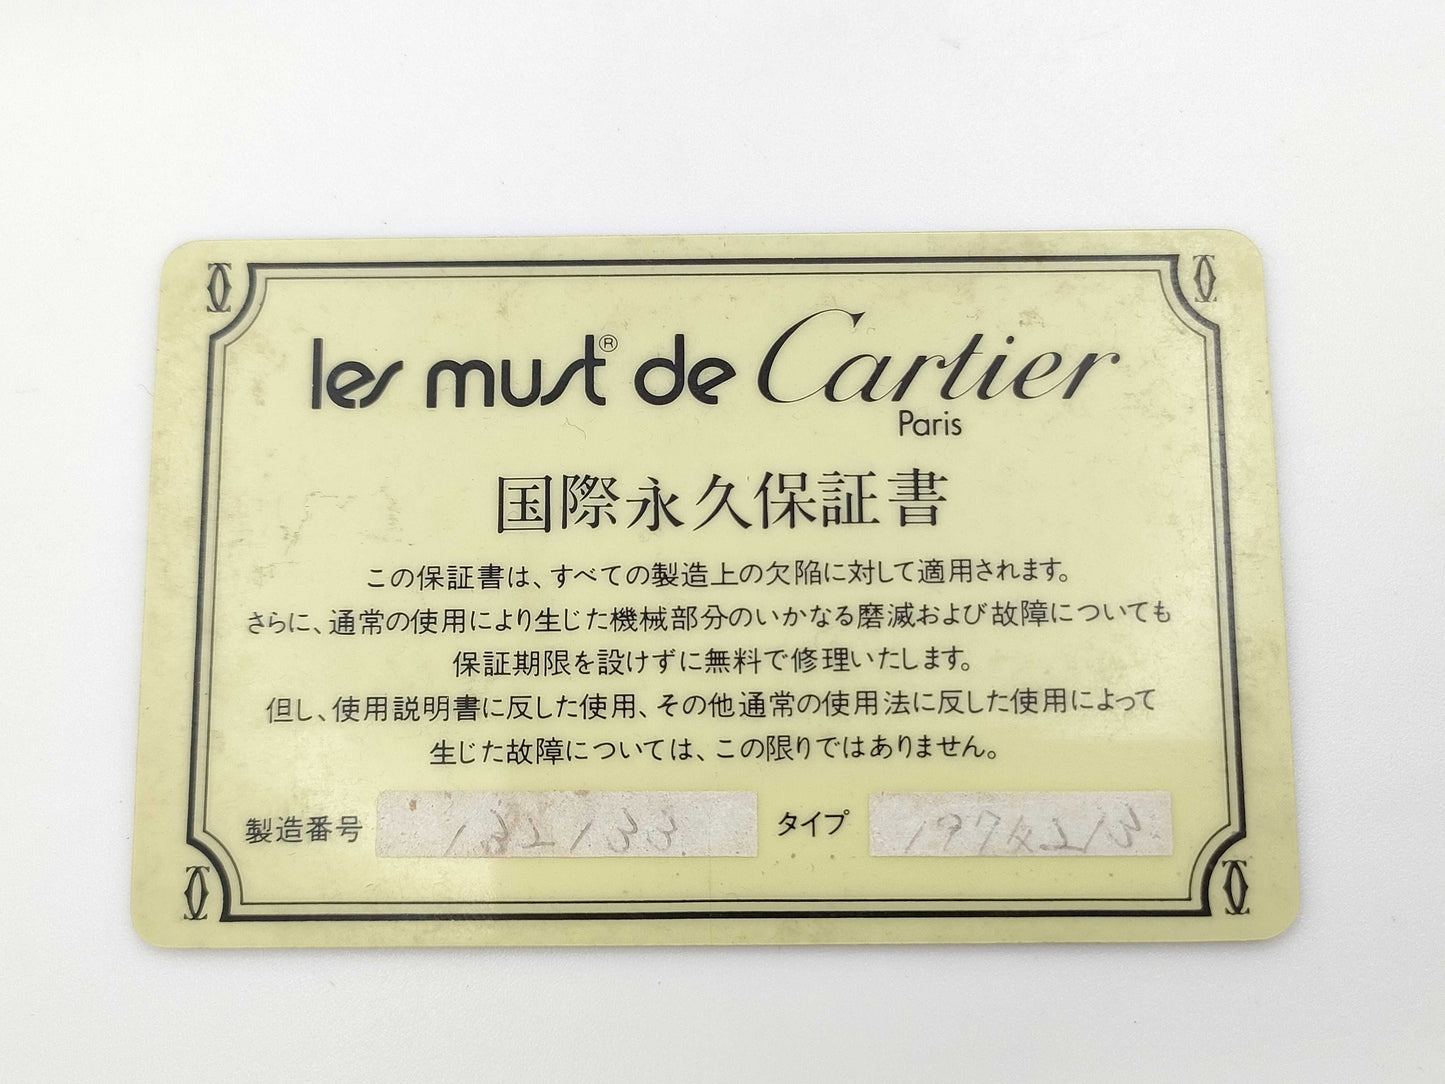 les must® de Cartier
Paris
国際永久保証書
この保証書は、すべての製造上の欠陥に対して適用されます。
さらに、通常の使用により生じた機械部分のいかなる磨滅および故障についても
保証期限を設けずに無料で修理いたします。
但し、使用説明書に反した使用、その他通常の使用法に反した使用によって
生じた故障については、この限りではありません。
製造番号 132133 タイプ